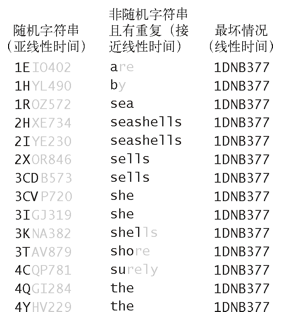 随机字符串
(亚线性时间)
非随机字符串
且有重复(接
近线性时间)
最坏情况
(线性时间)
1EIO402 are 1DNB377
1HYL490 by 1DNB377
1ROZ572 sea 1DNB377
2HXE734 seashells 1DNB377
2IYE230 seashells 1DNB377
2XOR846 sells 1DNB377
3CDB573 sells 1DNB377
3CVP720 she 1DNB377
3IGJ319 she 1DNB377
3KNA382 shells 1DNB377
3TAV879 shore 1DNB377
4CQP781 surely 1DNB377
4QGI284 the 1DNB377
4YHV229 the 1DNB377